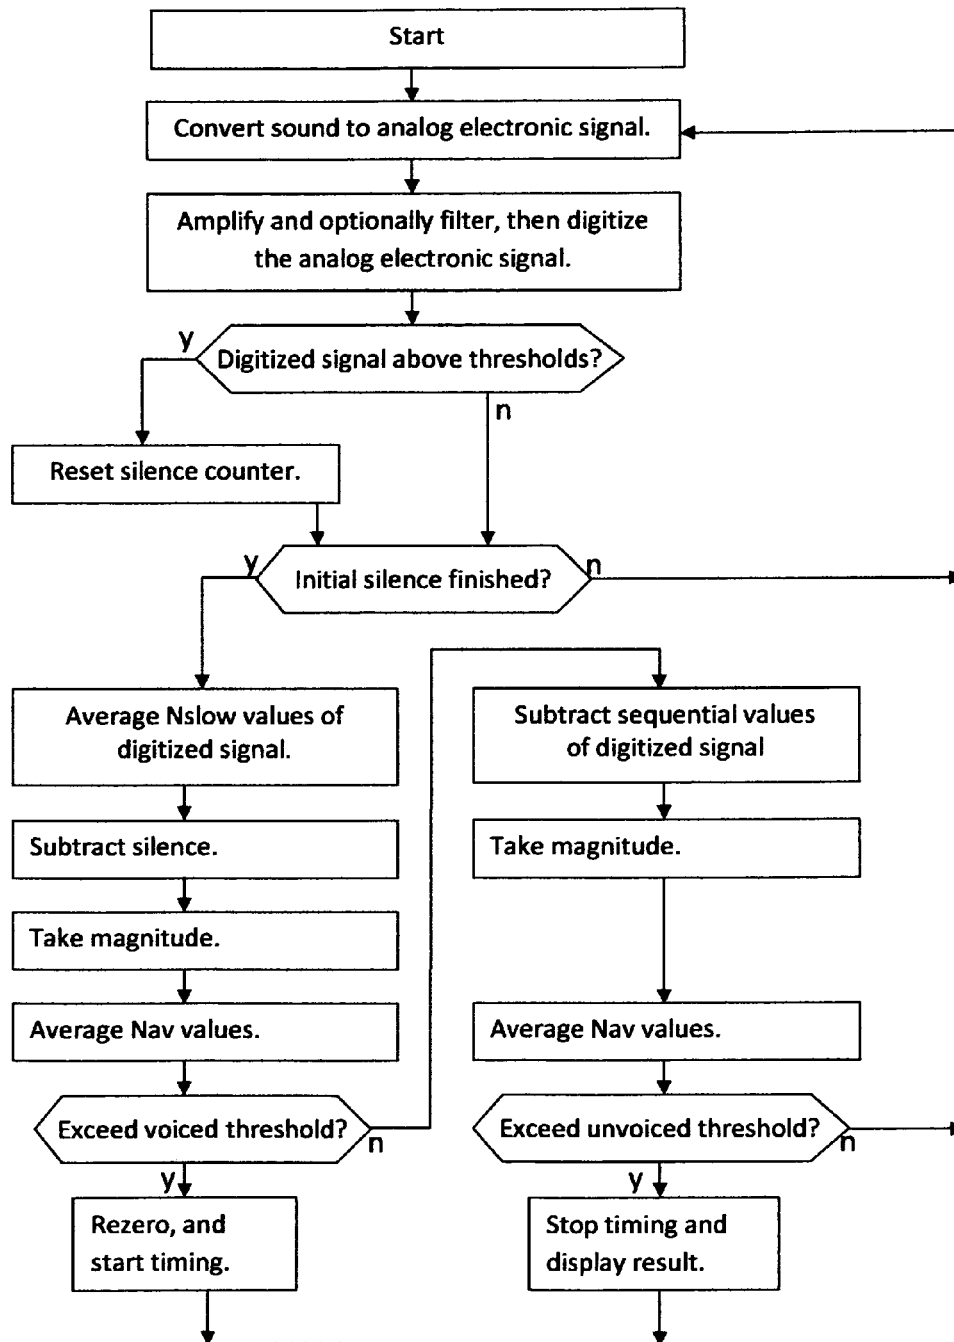 Start
Convert sound to analog electronic signal.
Amplify and optionally filter, then digitize
the analog electronic signal.
y
Digitized signal above thresholds?
n
Reset silence counter.
y
Initial silence finished?
n
Average Nslow values of
digitized signal.
Subtract silence.
Take magnitude.
Average Nav values.
Exceed voiced threshold?
n
y
Rezero, and
start timing.
Subtract sequential values
of digitized signal
Take magnitude.
Average Nav values.
Exceed unvoiced threshold?
n
y
Stop timing and
display result.